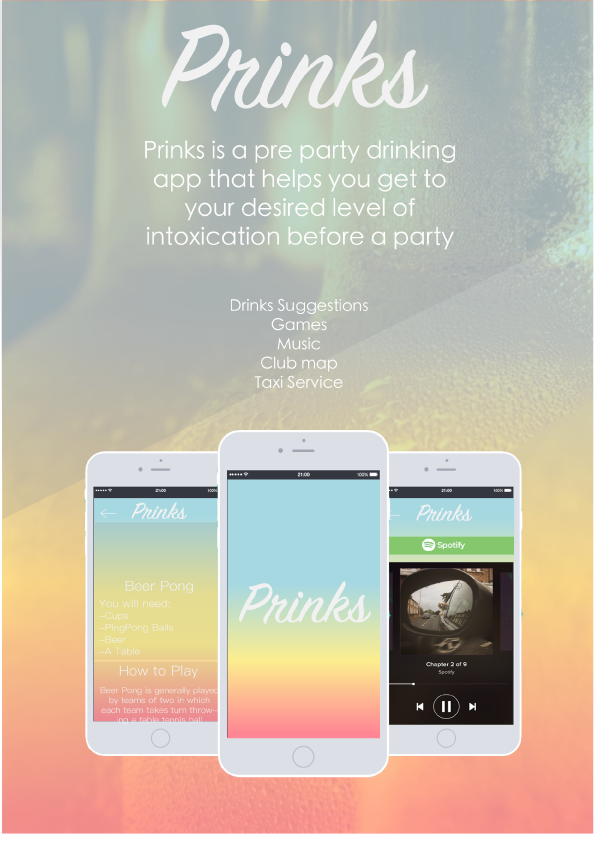 Prinks
Prinks is a pre party drinking
app that helps you get to
your desired level of
intoxication before a party
Drinks Suggestions
Games
Music
Club map
Taxi Service
21:00
100%
Prinks
Beer Pong
You will need:
-Cups
-PingPong Balls
-Beer
-A Table
How to Play
Beer Pong is generally played
by teams of two in which
each team takes turn throw-
ing a table tennis ball
21:00
100%
Prinks
21:00
100%
Prinks
Spotify
Chapter 2 of 9
Spotify